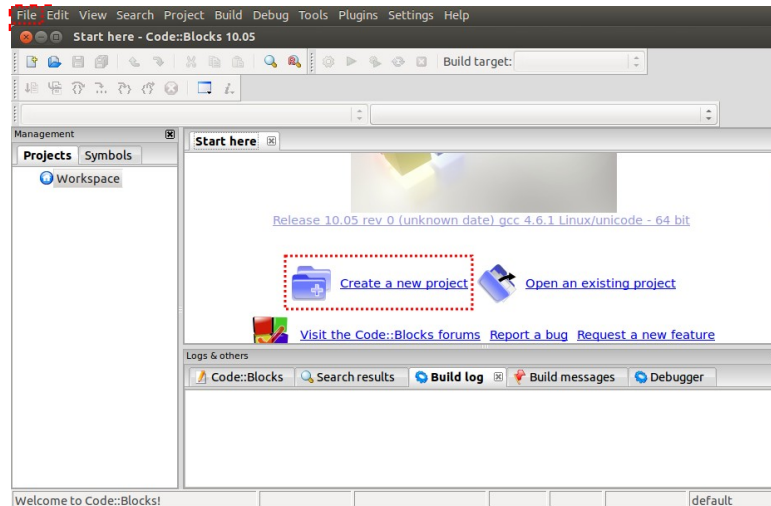 File Edit View Search Project Build Debug Tools Plugins Settings Help
Start here - Code::Blocks 10.05
Build target:
Management
Start here
Projects Symbols
Workspace
Release 10.05 rev 0 (unknown date) gcc 4.6.1 Linux/unicode - 64 bit
Create a new project Open an existing project
Visit the Code::Blocks forums Report a bug Request a new feature
Logs & others
Code::Blocks Search results Build log Build messages Debugger
Welcome to Code::Blocks! default